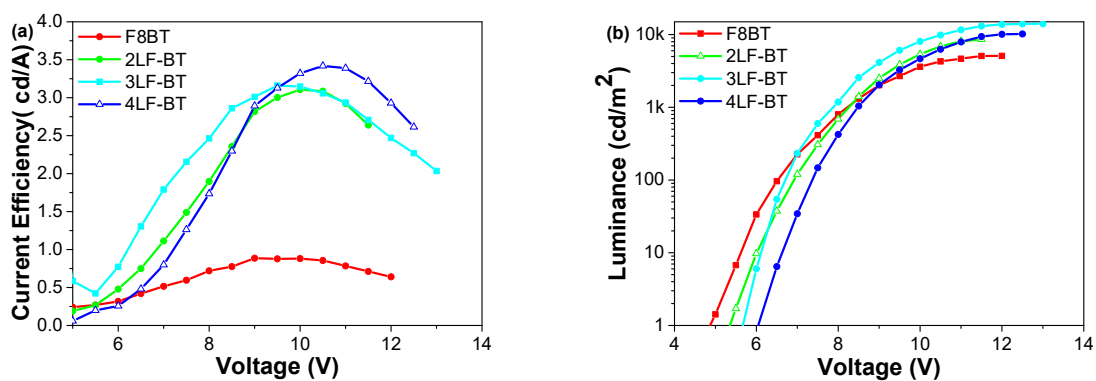 (a)
F8BT
2LF-BT
3LF-BT
4LF-BT
Current Efficiency( cd/A)
4.0
3.5
3.0
2.5
2.0
1.5
1.0
0.5
0.0
6 8 10 12 14
Voltage (V)
(b)
F8BT
2LF-BT
3LF-BT
4LF-BT
Luminance (cd/m²)
10k
1k
100
10
1
4 6 8 10 12 14
Voltage (V)